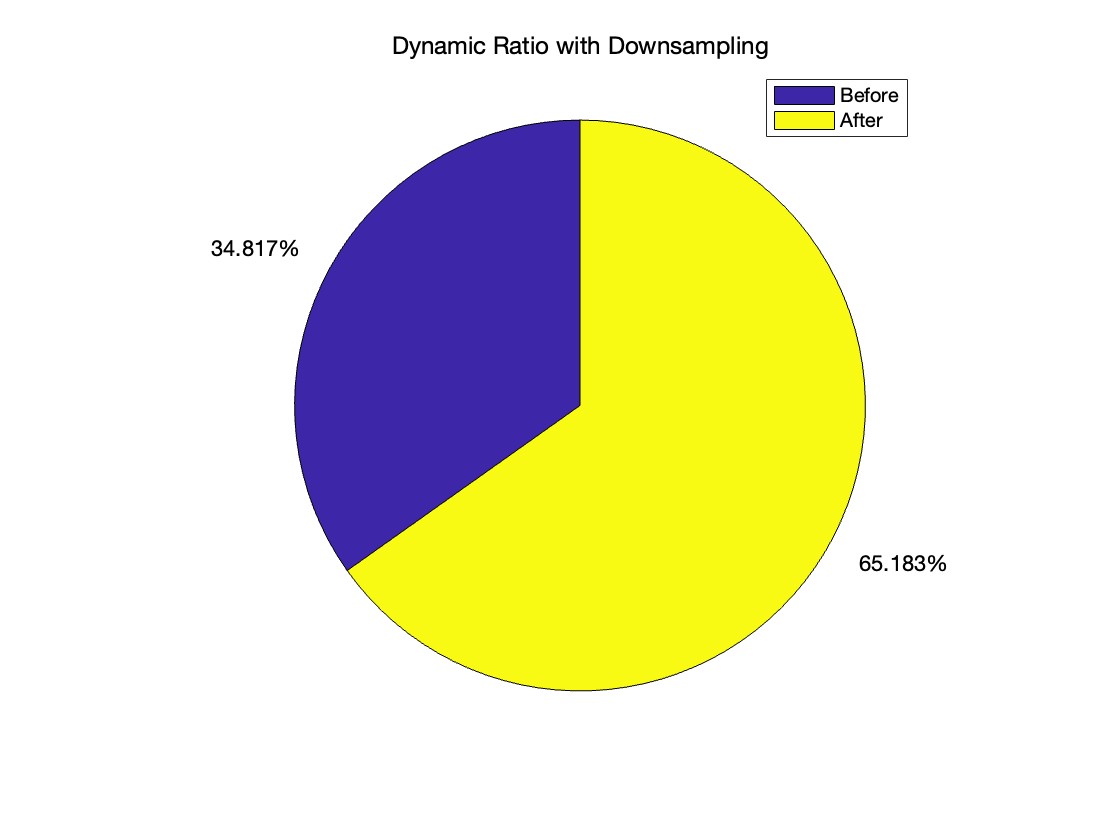 Dynamic Ratio with Downsampling
Before
After
34.817%
65.183%